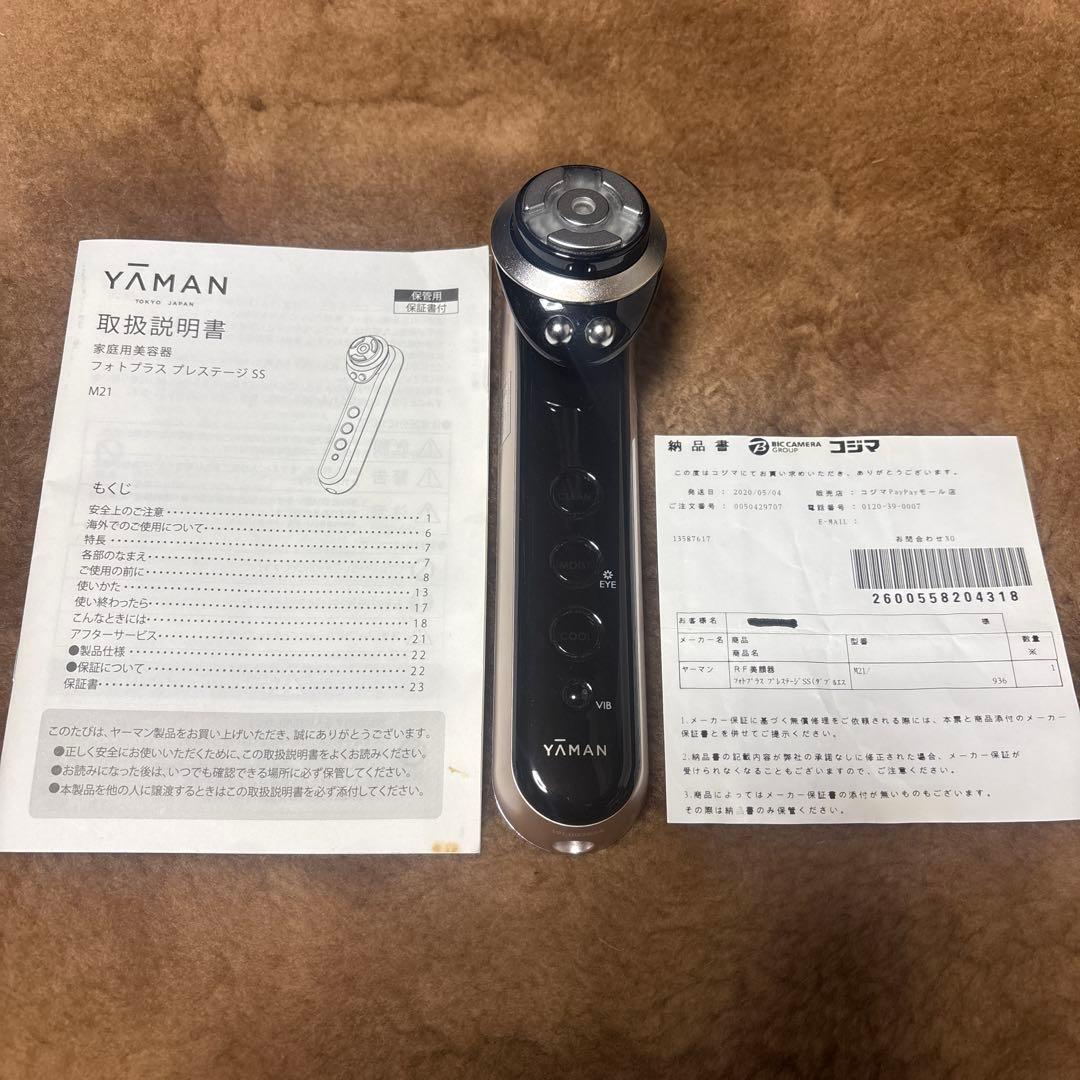 YĀMAN
TOKYO JAPAN
保管用
保証書付
取扱説明書
家庭用美容器
フォトプラス プレステージ SS
M21
もくじ
安全上のご注意 1
海外でのご使用について 6
特長 7
各部のなまえ 7
ご使用の前に 8
使いかた 13
使い終わったら 17
こんなときには 18
アフターサービス 21
●製品仕様 22
●保証について 22
保証書 23
このたびは、ヤーマン製品をお買い上げいただき、誠にありがとうございます。
●正しく安全にお使いいただくために、この取扱説明書をよくお読みください。
●お読みになった後は、いつでも確認できる場所に必ず保管してください。
●本製品を他の人に譲渡するときはこの取扱説明書を必ず添付してください。
CLEAN
MOIST
EYE
COOL
VIB
YĀMAN
納品書 BIC CAMERA GROUP コジマ
この度はコジマにてお買い求めいただき、ありがとうございます。
発送日： 2020/05/04 販売店： コジマPayPayモール店
ご注文番号： 0050429707 電話番号： 0120-39-0007
E-MAIL：
13587617 お問合わせNO
2600558204318
お客様名 様
メーカー名 商品 型番 数量
商品名 ※
ヤーマン RF美顔器 M21/ 1
フォトプラス プレステージSS(ダブルエス 936
1.メーカー保証に基づく無償修理をご依頼される際には、本票と商品添付のメーカー
保証書とを併せてご提示ください。
2.納品書の記載内容が弊社の承諾なしに修正された場合、メーカー保証が
受けられなくなることもございますので、ご注意ください。
3.商品によってはメーカー保証書の添付が無いものもございます。
その際は納品書のみ保管ください。